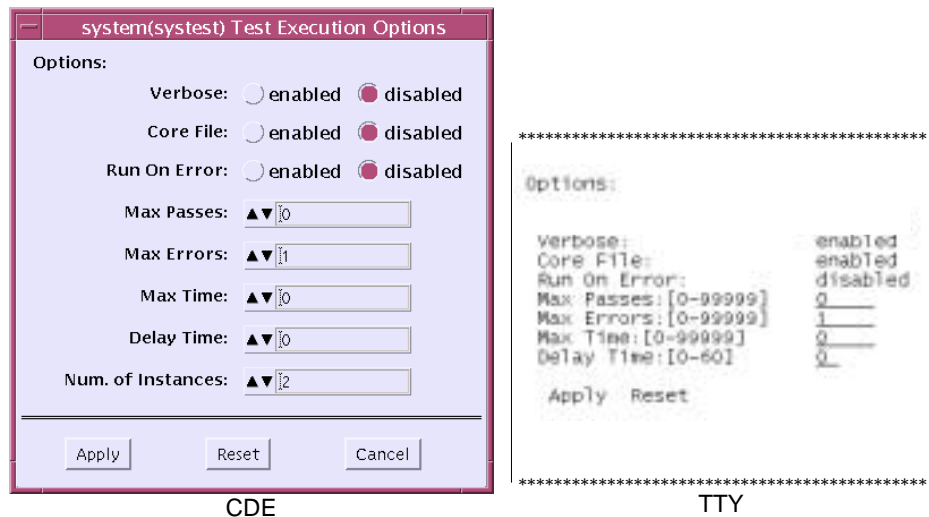 system(systest) Test Execution Options
Options:
Verbose: enabled disabled
Core File: enabled disabled
Run On Error: enabled disabled
Max Passes: 0
Max Errors: 1
Max Time: 0
Delay Time: 0
Num. of Instances: 2
Apply Reset Cancel
CDE
**********************************************
Options:
Verbose: enabled
Core File: enabled
Run On Error: disabled
Max Passes:[0-99999] 0
Max Errors:[0-99999] 1
Max Time:[0-99999] 0
Delay Time:[0-60] 0
Apply Reset
**********************************************
TTY